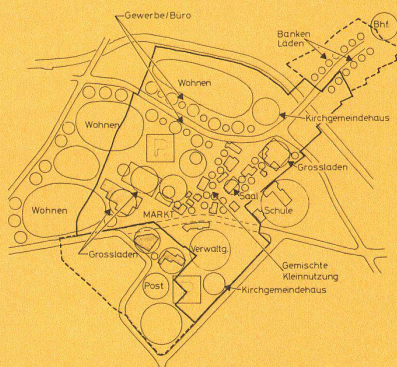 Gewerbe/Büro
Bhf.
Banken
Läden
Wohnen
Kirchgemeindehaus
Wohnen
P
Grossladen
Saal
Wohnen
Schule
MARKT
Verwaltg.
Grossladen
Gemischte
Kleinnutzung
Post
Kirchgemeindehaus